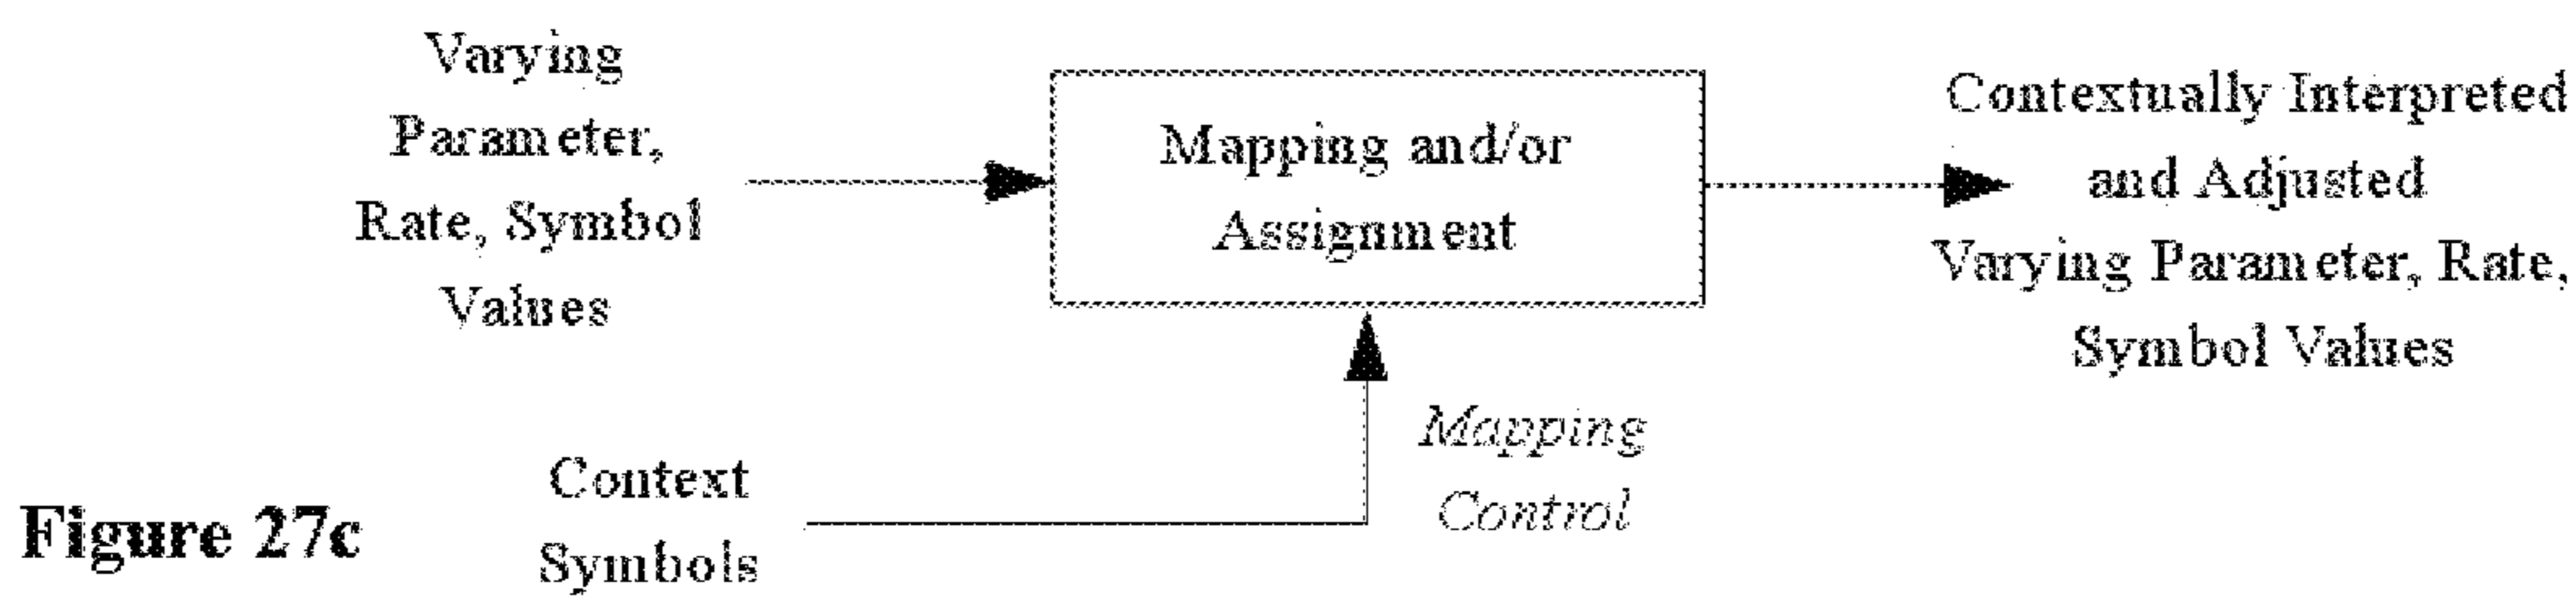 Varying
Parameter,
Rate, Symbol
Values
Mapping and/or
Assignment
Contextually Interpreted
and Adjusted
Varying Parameter, Rate,
Symbol Values
Mapping
Control
Context
Symbols
Figure 27c